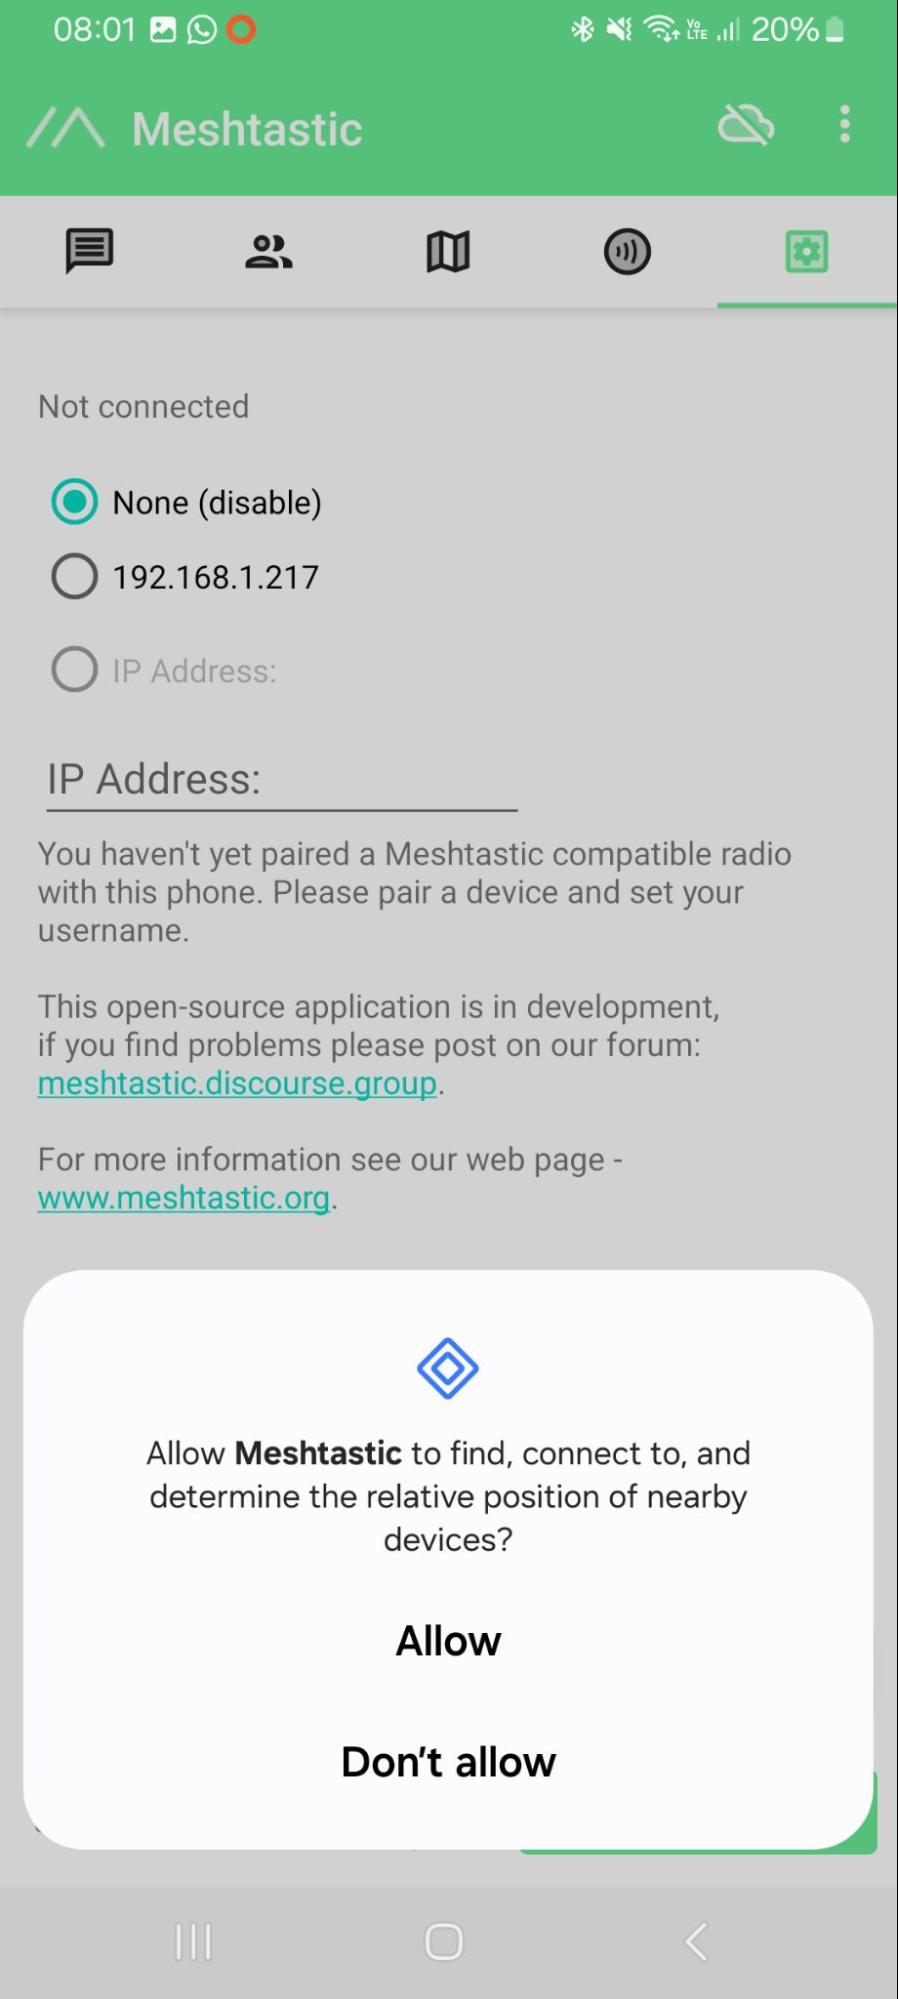 08:01
Vo
LTE
20%
Meshtastic
Not connected
None (disable)
192.168.1.217
IP Address:
IP Address:
You haven't yet paired a Meshtastic compatible radio
with this phone. Please pair a device and set your
username.
This open-source application is in development,
if you find problems please post on our forum:
meshtastic.discourse.group.
For more information see our web page -
www.meshtastic.org.
Allow Meshtastic to find, connect to, and
determine the relative position of nearby
devices?
Allow
Don't allow